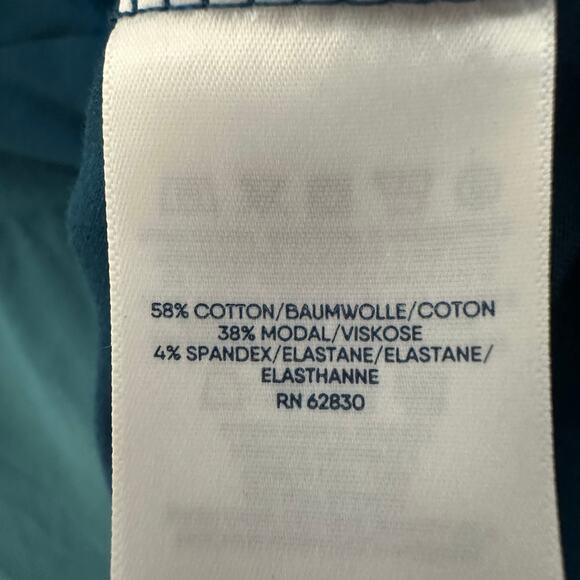 58% COTTON/BAUMWOLLE/COTON
38% MODAL/VISKOSE
4% SPANDEX/ELASTANE/ELASTANE/
ELASTHANNE
RN 62830